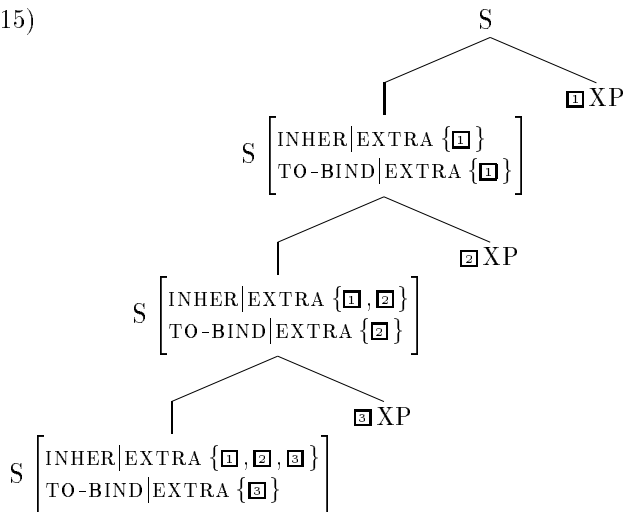 15)
S
1 XP
S [INHER|EXTRA {1}
TO-BIND|EXTRA {1}]
2 XP
S [INHER|EXTRA {1, 2}
TO-BIND|EXTRA {2}]
3 XP
S [INHER|EXTRA {1, 2, 3}
TO-BIND|EXTRA {3}]